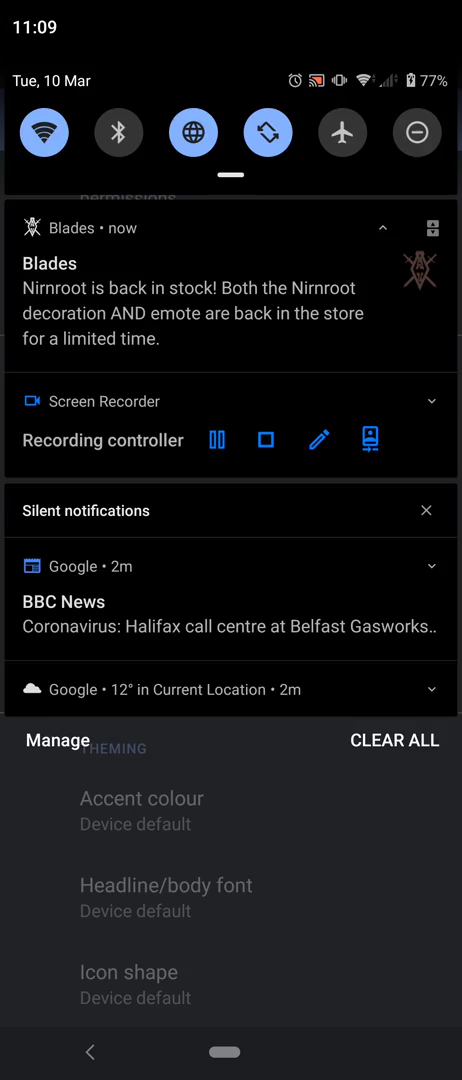 11:09
Tue, 10 Mar
77%
permissions
Blades • now
Blades
Nirnroot is back in stock! Both the Nirnroot
decoration AND emote are back in the store
for a limited time.
Screen Recorder
Recording controller
Silent notifications
Google • 2m
BBC News
Coronavirus: Halifax call centre at Belfast Gasworks..
Google • 12° in Current Location • 2m
Manage
CLEAR ALL
THEMING
Accent colour
Device default
Headline/body font
Device default
Icon shape
Device default